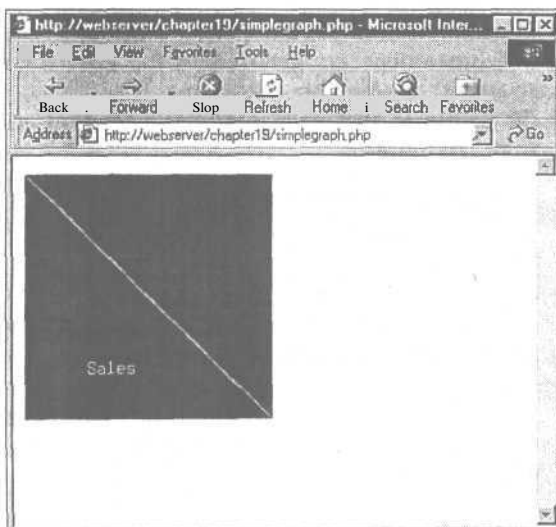 http://webserver/chapter19/simplegraph.php - Microsoft Inter...
File Edit View Favorites Tools Help
Back . Forward Slop Refresh Home i Search Favorites
Address http://webserver/chapter19/simplegraph.php Go
Sales